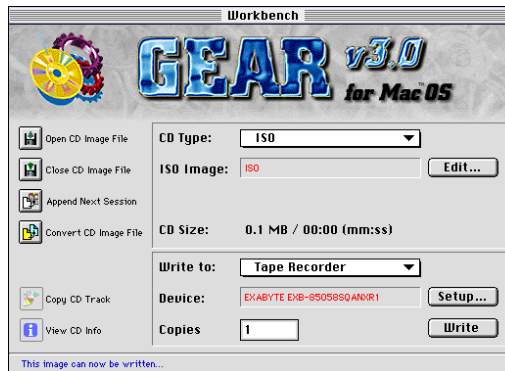 Workbench
GEAR v3.0
for Mac™OS
Open CD Image File
Close CD Image File
Append Next Session
Convert CD Image File
Copy CD Track
View CD Info
CD Type: ISO
ISO Image: ISO Edit...
CD Size: 0.1 MB / 00:00 (mm:ss)
Write to: Tape Recorder
Device: EXABYTE EXB-85058SQANXR1 Setup...
Copies 1 Write
This image can now be written...